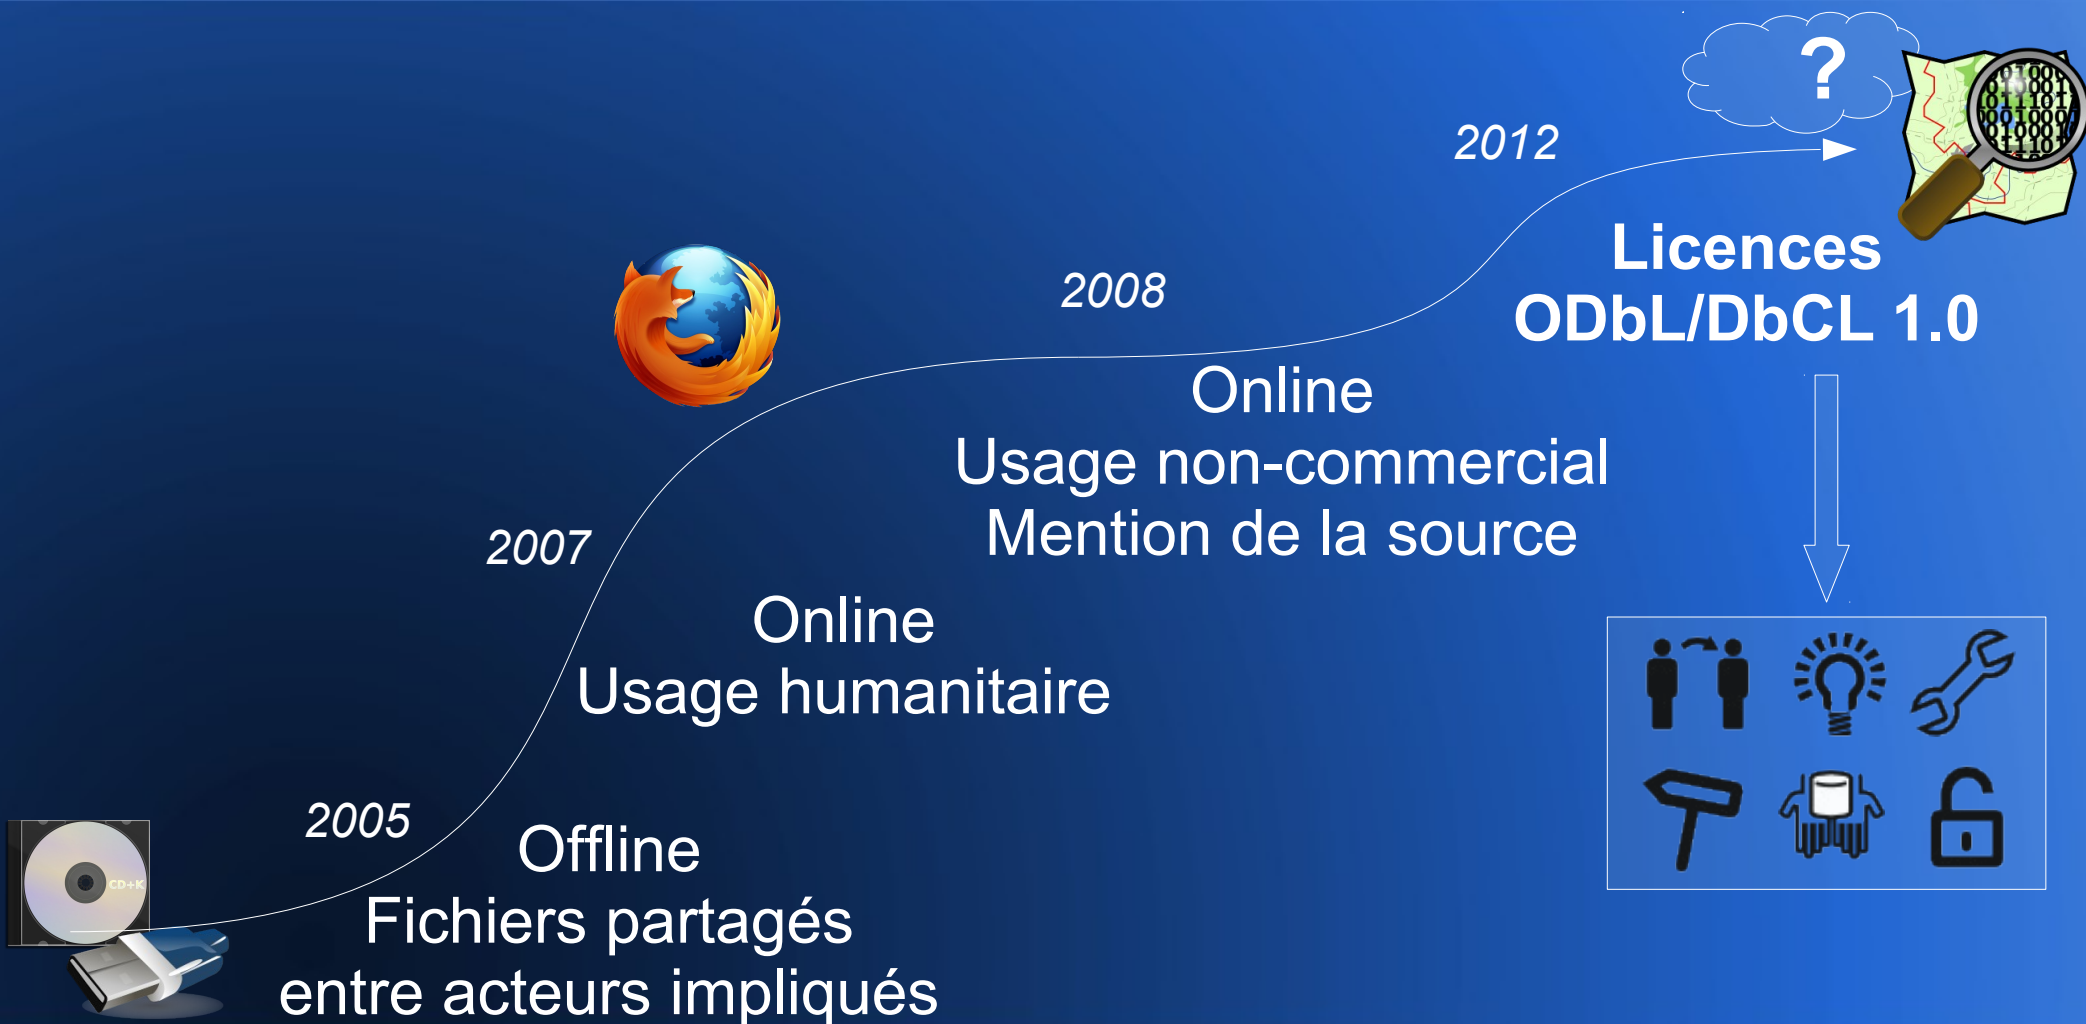 ?
2012
Licences
ODbL/DbCL 1.0
2008
Online
Usage non-commercial
Mention de la source
2007
Online
Usage humanitaire
2005
Offline
Fichiers partagés
entre acteurs impliqués
CD+K